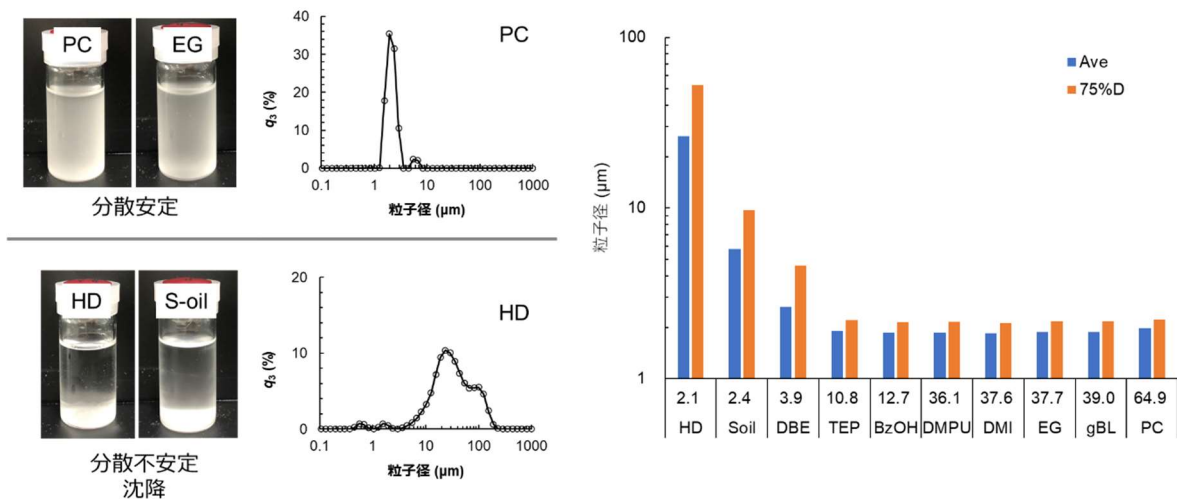 PC
EG
分散安定
40
30
20
10
0
q₃ (%)
0.1 1 10 100 1000
粒子径 (μm)
PC
HD
S-oil
分散不安定
沈降
20
10
0
q₃ (%)
0.1 1 10 100 1000
粒子径 (μm)
HD
100
10
1
粒子径 (μm)
Ave
75%D
2.1 2.4 3.9 10.8 12.7 36.1 37.6 37.7 39.0 64.9
HD Soil DBE TEP BzOH DMPU DMI EG gBL PC